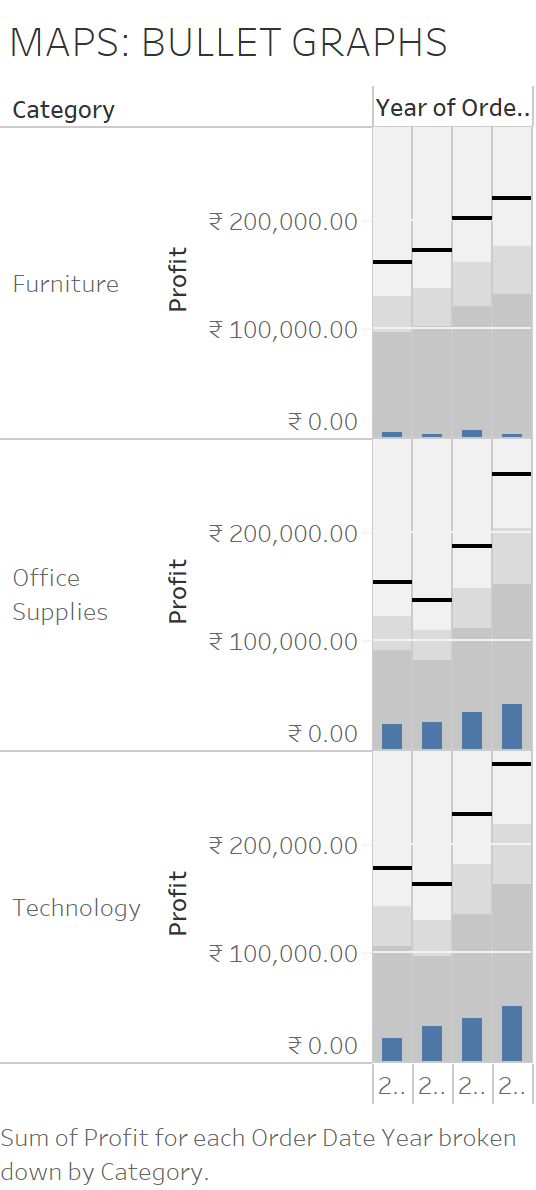 MAPS: BULLET GRAPHS
Category
Year of Orde..
Furniture
Profit
₹ 200,000.00
₹ 100,000.00
₹ 0.00
Office
Supplies
Profit
₹ 200,000.00
₹ 100,000.00
₹ 0.00
Technology
Profit
₹ 200,000.00
₹ 100,000.00
₹ 0.00
2.. 2.. 2.. 2..
Sum of Profit for each Order Date Year broken
down by Category.